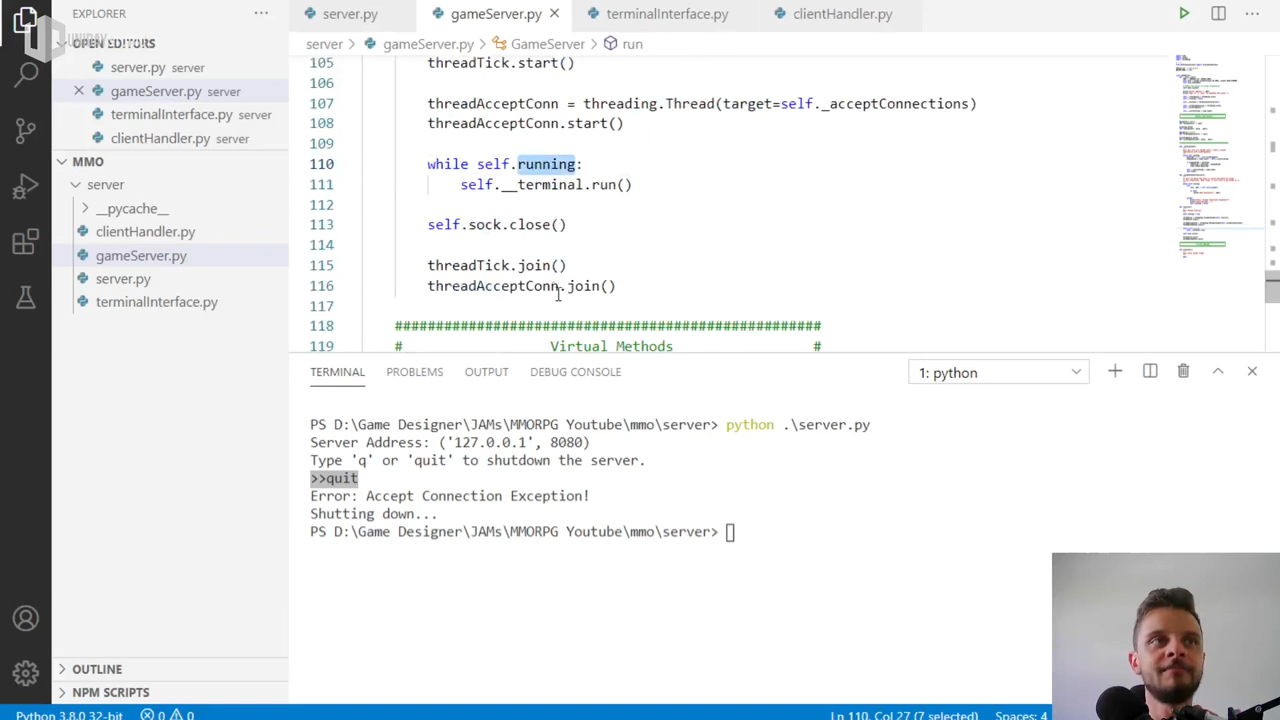 EXPLORER ...
server.py
gameServer.py
terminalInterface.py
clientHandler.py
...
OPEN EDITORS
server.py server
gameServer.py server
terminalInterface.py server
clientHandler.py server
MMO
server
__pycache__
clientHandler.py
gameServer.py
server.py
terminalInterface.py
OUTLINE
NPM SCRIPTS
server > gameServer.py > GameServer > run
105 threadTick.start()
106
107 threadAcceptConn = threading.Thread(target=self._acceptConnections)
108 threadAcceptConn.start()
109
110 while self.running:
111 self.__terminal.run()
112
113 self.sock.close()
114
115 threadTick.join()
116 threadAcceptConn.join()
117
118 ####################################################
119 # Virtual Methods #
TERMINAL PROBLEMS OUTPUT DEBUG CONSOLE 1: python
PS D:\Game Designer\JAMs\MMORPG Youtube\mmo\server> python .\server.py
Server Address: ('127.0.0.1', 8080)
Type 'q' or 'quit' to shutdown the server.
>>quit
Error: Accept Connection Exception!
Shutting down...
PS D:\Game Designer\JAMs\MMORPG Youtube\mmo\server>
Python 3.8.0 32-bit 0 0 Ln 110, Col 27 (7 selected) Spaces: 4